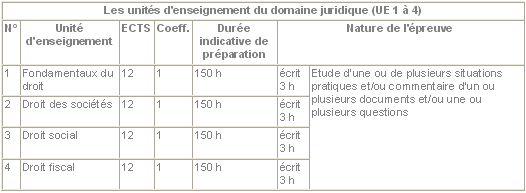 Les unités d'enseignement du domaine juridique (UE 1 à 4)
N° Unité d'enseignement ECTS Coeff. Durée indicative de préparation Nature de l'épreuve
1 Fondamentaux du droit 12 1 150 h écrit 3 h Etude d'une ou de plusieurs situations pratiques et/ou commentaire d'un ou plusieurs documents et/ou une ou plusieurs questions
2 Droit des sociétés 12 1 150 h écrit 3 h
3 Droit social 12 1 150 h écrit 3 h
4 Droit fiscal 12 1 150 h écrit 3 h